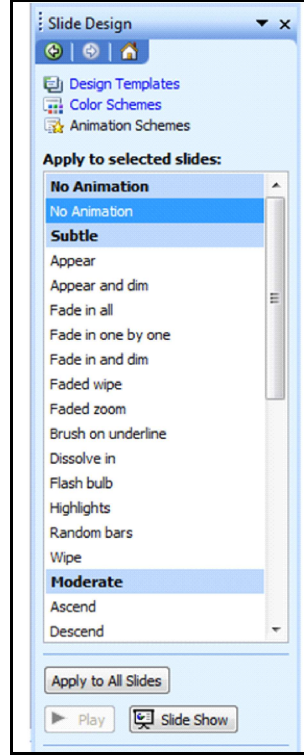 Slide Design
Design Templates
Color Schemes
Animation Schemes
Apply to selected slides:
No Animation
No Animation
Subtle
Appear
Appear and dim
Fade in all
Fade in one by one
Fade in and dim
Faded wipe
Faded zoom
Brush on underline
Dissolve in
Flash bulb
Highlights
Random bars
Wipe
Moderate
Ascend
Descend
Apply to All Slides
Play Slide Show